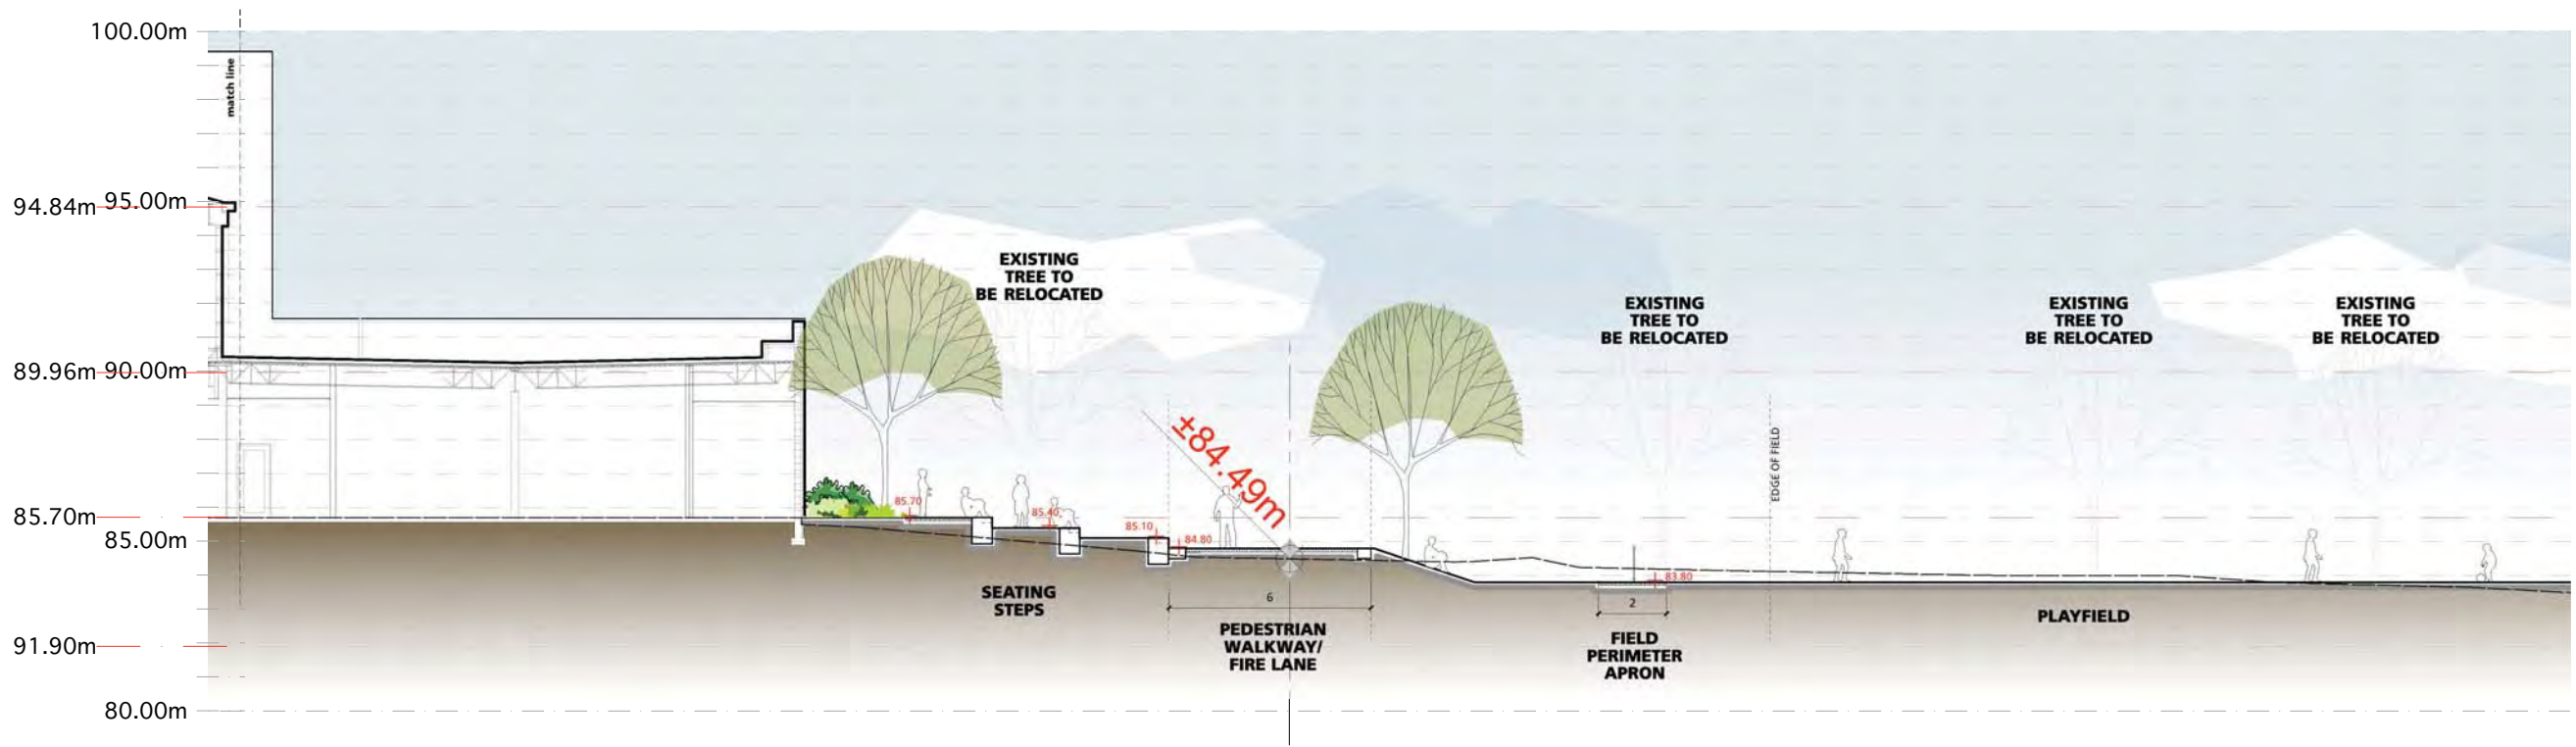 100.00m
match line
94.84m
95.00m
89.96m
90.00m
85.70m
85.00m
91.90m
80.00m
EXISTING
TREE TO
BE RELOCATED
±84.49m
85.70
85.40
85.10
84.80
SEATING
STEPS
6
PEDESTRIAN
WALKWAY/
FIRE LANE
EXISTING
TREE TO
BE RELOCATED
83.80
2
FIELD
PERIMETER
APRON
EDGE OF FIELD
EXISTING
TREE TO
BE RELOCATED
PLAYFIELD
EXISTING
TREE TO
BE RELOCATED